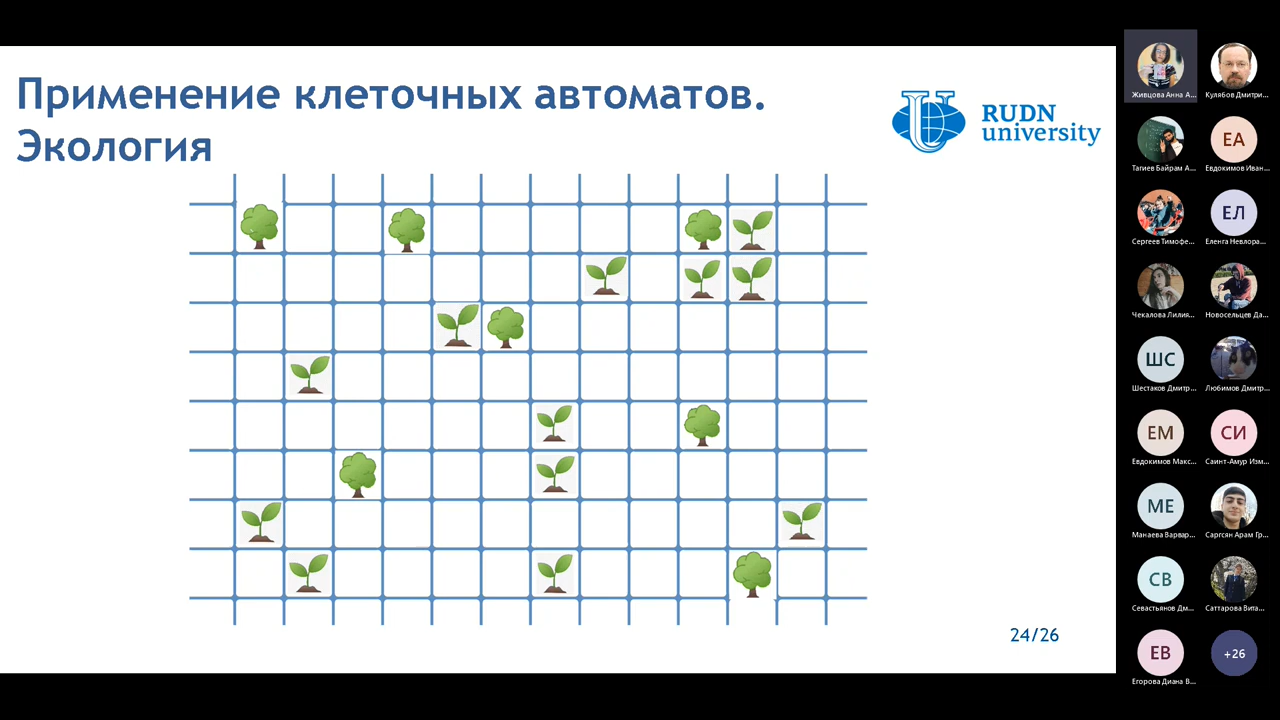 Применение клеточных автоматов.
Экология
RUDN
university
24/26
Живцова Анна А...
Кулябов Дмитри...
Тагиев Байрам А...
ЕА
Евдокимов Иван...
Сергеев Тимофе...
ЕЛ
Еленга Невлора...
Чекалова Лилия...
Новосельцев Да...
ШС
Шестаков Дмитр...
Любимов Дмитр...
ЕМ
Евдокимов Макс...
СИ
Саинт-Амур Изм...
МЕ
Манаева Варвар...
Саргсян Арам Гр...
СВ
Севастьянов Дм...
Саттарова Вита...
ЕВ
Егорова Диана В...
+26